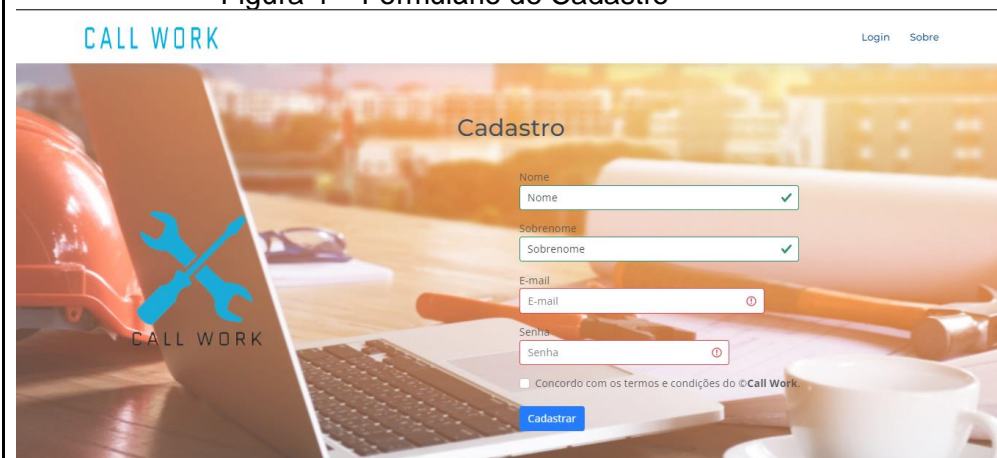 Figura 4 – Formulário de Cadastro
CALL WORK
Login Sobre
Cadastro
Nome
Nome
Sobrenome
Sobrenome
E-mail
E-mail
Senha
Senha
Concordo com os termos e condições do ©Call Work.
Cadastrar
CALL WORK